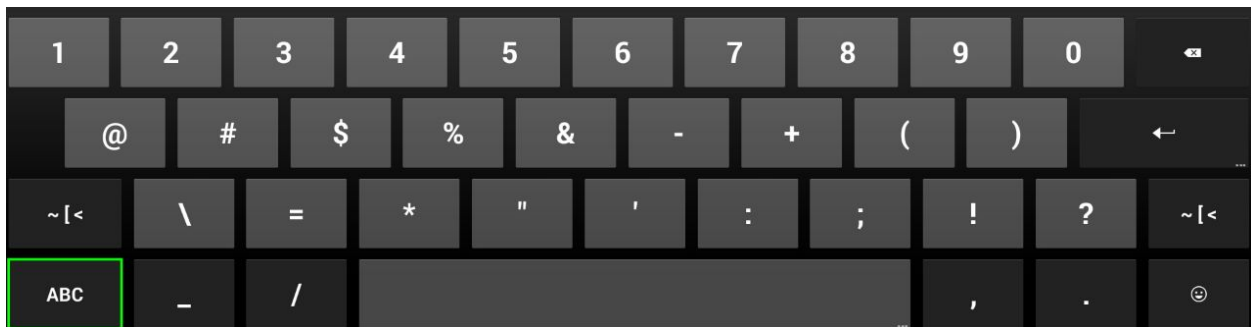 1 2 3 4 5 6 7 8 9 0
@ # $ % & - + ( )
~ [ < \ = * " ' : ; ! ? ~ [ <
ABC _ / , .